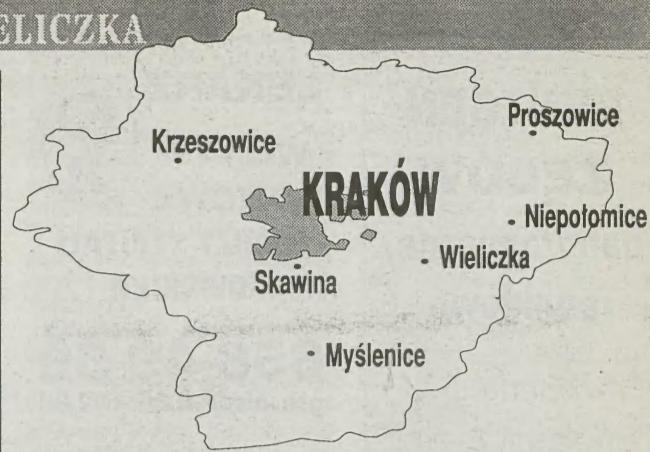 ELICZKA
Proszowice
Krzeszowice
KRAKÓW
Niepołomice
Wieliczka
Skawina
Myślenice